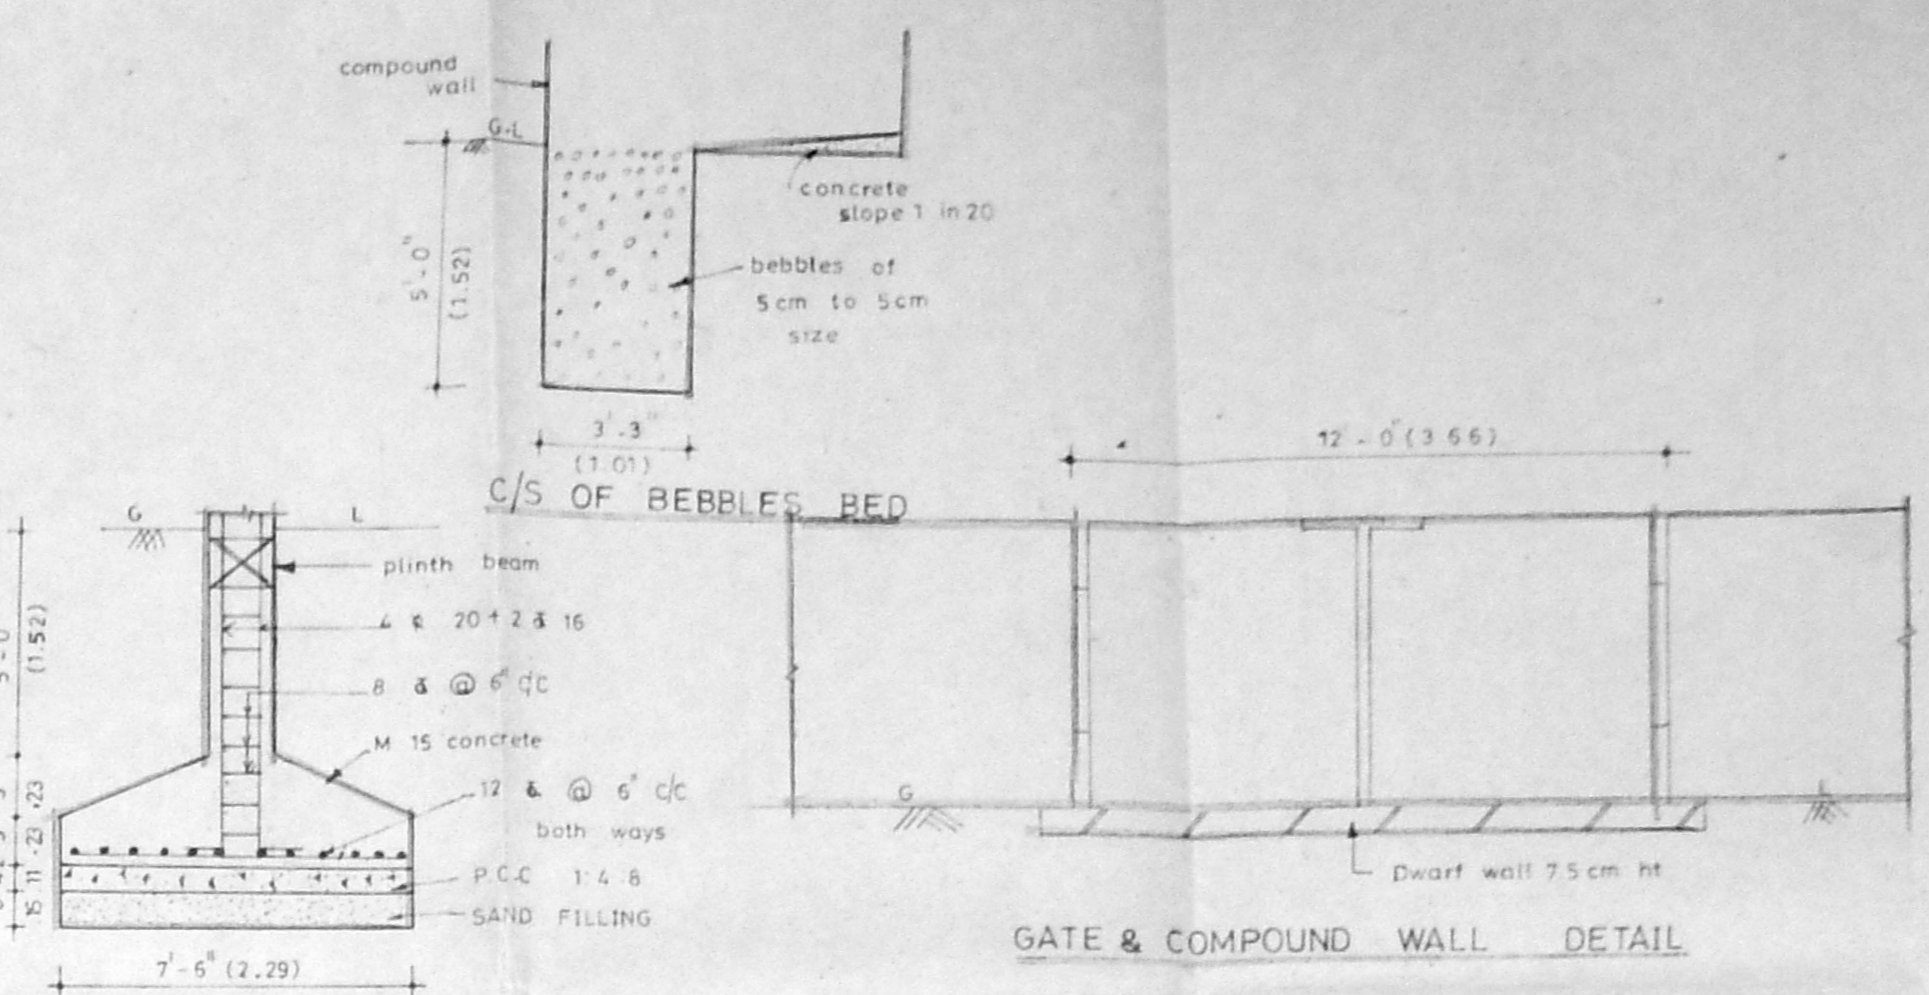 compound
wall
G.L
concrete
slope 1 in 20
5'-0"
(1.52)
bebbles of
5cm to 5cm
size
3'-3"
(1.01)
C/S OF BEBBLES BED
12'-0" (3.66)
G L
plinth beam
4 20 + 2 16
(1.52)
8 @ 6" c/c
M 15 concrete
.23
12 @ 6" c/c
both ways
.23
P.C.C 1:4:8
11
SAND FILLING
15
7'-6" (2.29)
G L
Dwarf wall 7.5cm ht
GATE & COMPOUND WALL DETAIL